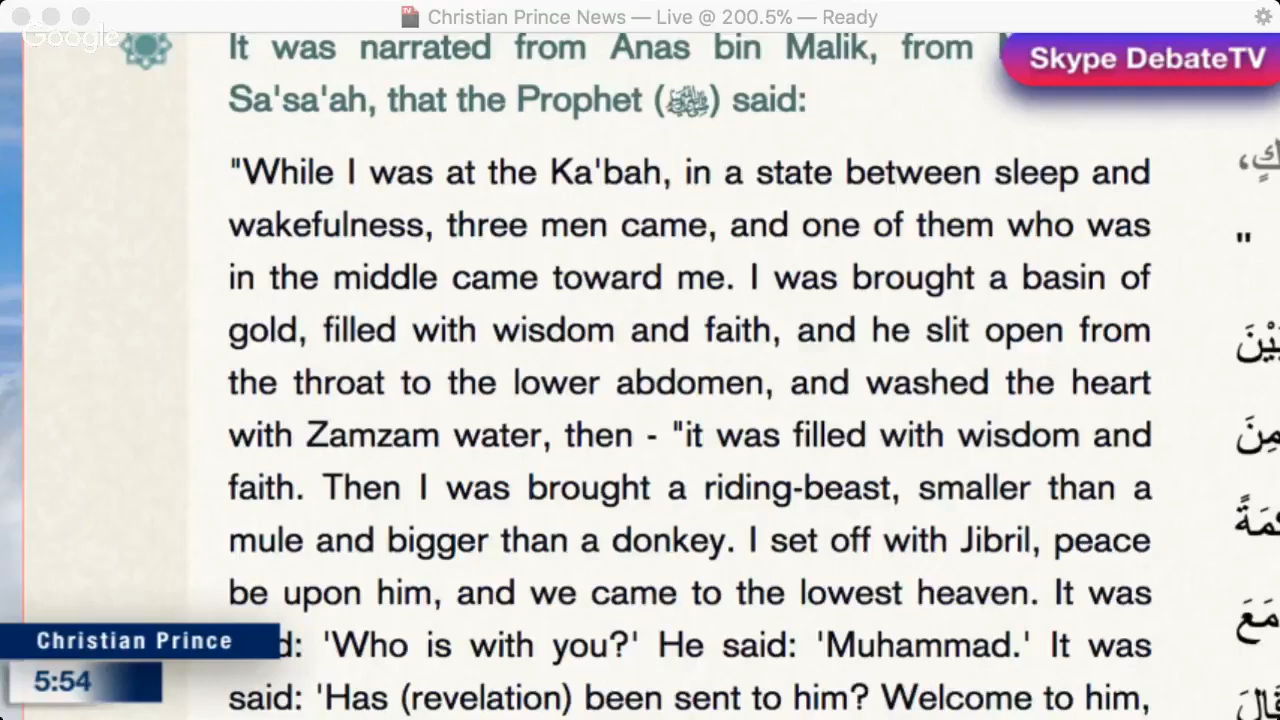 Christian Prince News — Live @ 200.5% — Ready
Google
Skype DebateTV
It was narrated from Anas bin Malik, from
Sa'sa'ah, that the Prophet (ﷺ) said:
"While I was at the Ka'bah, in a state between sleep and
wakefulness, three men came, and one of them who was
in the middle came toward me. I was brought a basin of
gold, filled with wisdom and faith, and he slit open from
the throat to the lower abdomen, and washed the heart
with Zamzam water, then - "it was filled with wisdom and
faith. Then I was brought a riding-beast, smaller than a
mule and bigger than a donkey. I set off with Jibril, peace
be upon him, and we came to the lowest heaven. It was
'Who is with you?' He said: 'Muhammad.' It was
said: 'Has (revelation) been sent to him? Welcome to him,
"
مِنَ
مَعَ
قَالَ
Christian Prince
5:54